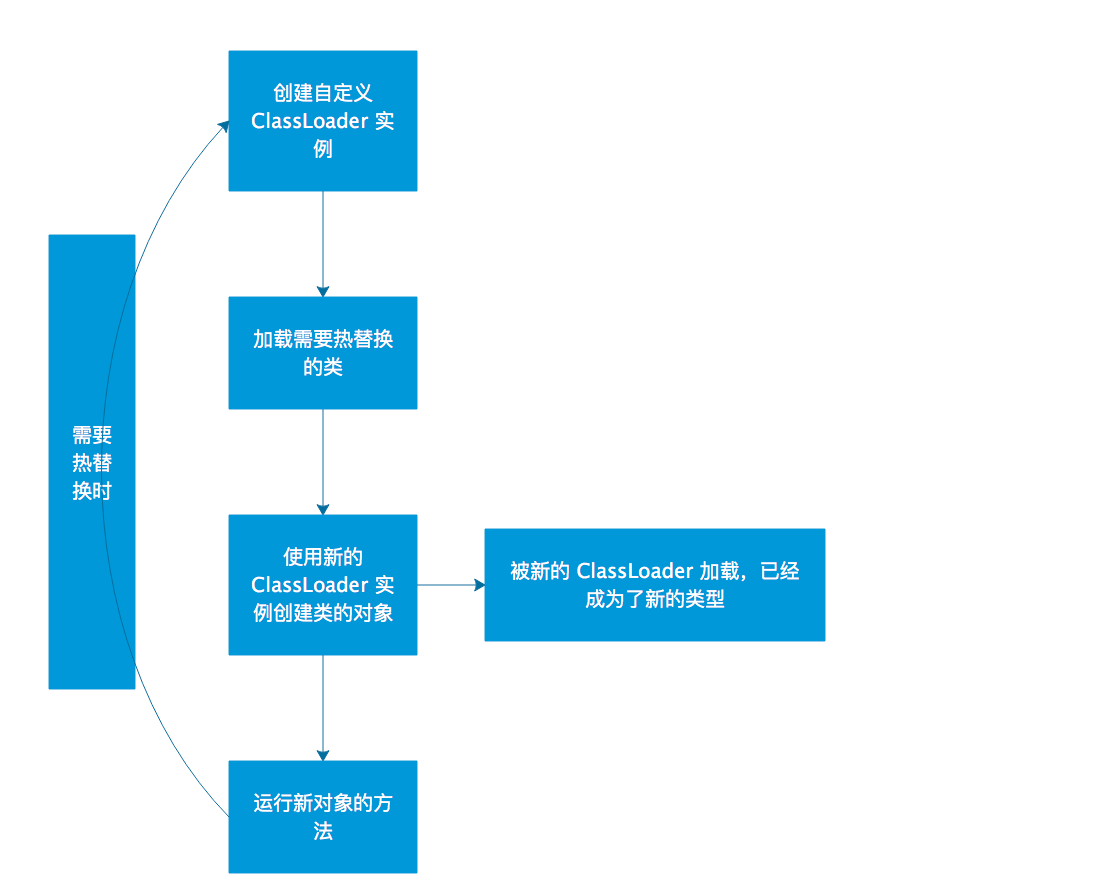 创建自定义
ClassLoader 实
例
加载需要热替换
的类
需要
热替
换时
使用新的
ClassLoader 实
例创建类的对象
被新的 ClassLoader 加载，已经
成为了新的类型
运行新对象的方
法